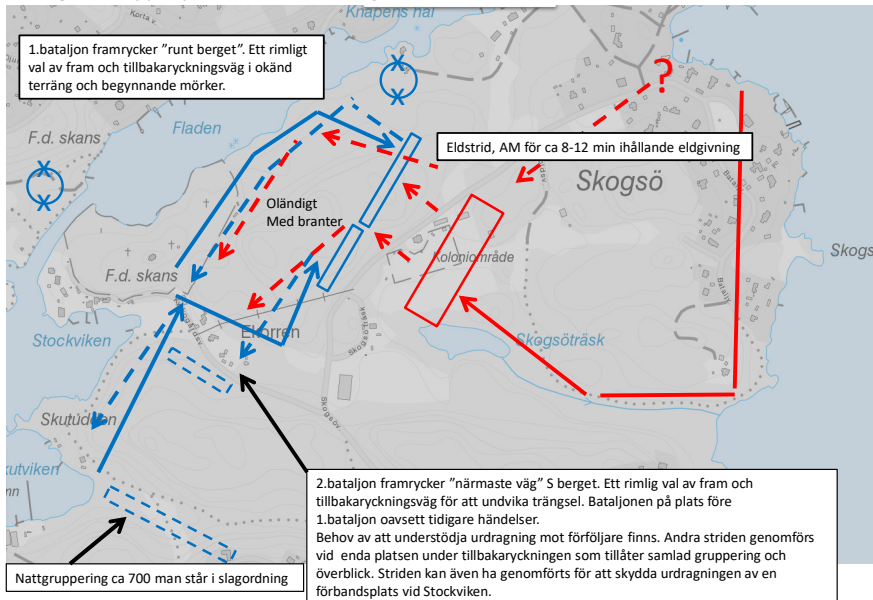 Knapens hål
Korta v.
1.bataljon framrycker ”runt berget”. Ett rimligt
val av fram och tillbakaryckningsväg i okänd
terräng och begynnande mörker.
?
F.d. skans
Fladen
Eldstrid, AM för ca 8-12 min ihållande eldgivning
Skogsö
Oländigt
Med branter
Koloniområde
F.d. skans
Skogs
Stockviken
Ekorren
Skogsöträsk
Skutudden
kutviken
2.bataljon framrycker ”närmaste väg” S berget. Ett rimlig val av fram och
tillbakaryckningsväg för att undvika trängsel. Bataljonen på plats före
1.bataljon oavsett tidigare händelser.
Behov av att understödja urdragning mot förföljare finns. Andra striden genomförs
vid enda platsen under tillbakaryckningen som tillåter samlad gruppering och
överblick. Striden kan även ha genomförts för att skydda urdragningen av en
förbandsplats vid Stockviken.
Nattgruppering ca 700 man står i slagordning